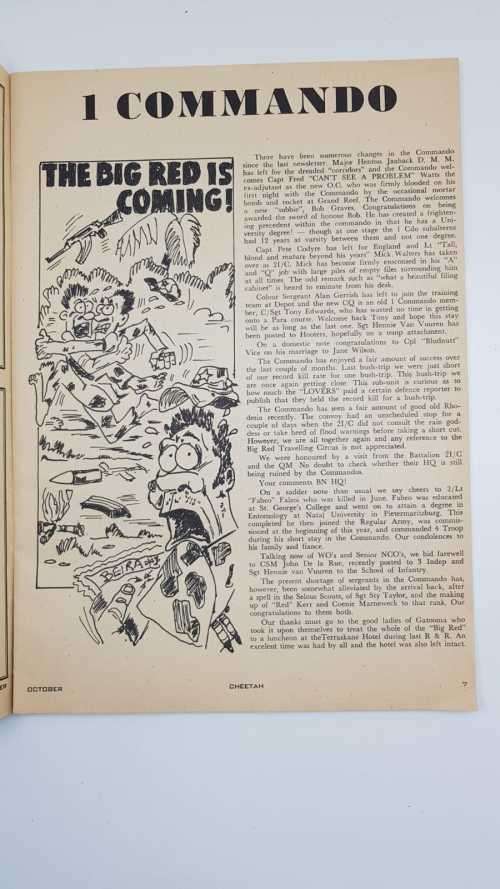 1 COMMANDO
THE BIG RED IS
COMING!
There have been numerous changes in the Commando
since the last newsletter. Major Hennus Janback D. M. M.
has left for the dreaded "corridors" and the Commando wel-
comes Capt Fred "CAN'T SEE A PROBLEM" Watts the
ex-adjutant as the new O.C. who was firmly blooded on his
first night with the Commando by the occasional mortar
bomb and rocket at Grand Reef. The Commando welcomes
a new "subbie", Bob Graves. Congratulations on being
awarded the sword of honour Bob. He has created a frighten-
ing precedent within the commando in that he has a Uni-
versity degree! — though at one stage the 1 Cdo subalterns
had 12 years at varsity between them and not one degree.
Capt Pete Codyre has left for England and Lt "Tall,
blond and mature beyond his years" Mick Walters has taken
over as 2I/C. Mick has become firmly ensconced in his "A"
and "Q" job with large piles of empty files surrounding him
at all times. The odd remark such as "what a beautiful filing
cabinet" is heard to eminate from his desk.
Colour Sergeant Alan Gerrish has left to join the training
team at Depot and the new CQ is an old 1 Commando mem-
ber, C/Sgt Tony Edwards, who has wasted no time in getting
onto a Para course. Welcome back Tony and hope this stay
will be as long as the last one. Sgt Hennie Van Vuuren has
been posted to Hooters, hopefully on a temp attachment.
On a domestic note congratulations to Cpl "Bludnutt"
Vice on his marriage to Jane Wilson.
The Commando has enjoyed a fair amount of success over
the last couple of months. Last bush-trip we were just short
of our record kill rate for one bush-trip. This bush-trip we
are once again getting close. This sub-unit is curious as to
how much the "LOVERS" paid a certain defence reporter to
publish that they held the record kill for a bush-trip.
The Commando has seen a fair amount of good old Rho-
desia recently. The convoy had an unscheduled stop for a
couple of days when the 2I/C did not consult the rain god-
dess or take heed of flood warnings before taking a short cut.
However, we are all together again and any reference to the
Big Red Travelling Circus is not appreciated.
We were honoured by a visit from the Battalion 2I/C
and the QM. No doubt to check whether their HQ is still
being ruined by the Commandos.
Your comments BN HQ!
On a sadder note than usual we say cheers to 2/Lt
"Fabeo" Faleo who was killed in June. Fabeo was educated
at St. George's College and went on to attain a degree in
Entomology at Natal University in Pietermaritzburg. This
completed he then joined the Regular Army, was commis-
sioned at the beginning of this year, and commanded 4 Troop
during his short stay in the Commando. Our condolences to
his family and fiance.
Talking now of WO's and Senior NCO's, we bid farewell
to CSM John De la Rue, recently posted to 3 Indep and
Sgt Hennie van Vuuren to the School of Infantry.
The present shortage of sergeants in the Commando has,
however, been somewhat alleviated by the arrival back, after
a spell in the Selous Scouts, of Sgt Sty Taylor, and the making
up of "Red" Kerr and Connie Marneweck to that rank. Our
congratulations to them both.
Our thanks must go to the good ladies of Gatooma who
took it upon themselves to treat the whole of the "Big Red"
to a luncheon at theTerraskane Hotel during last R & R. An
excelent time was had by all and the hotel was also left intact.
OCTOBER
CHEETAH
7